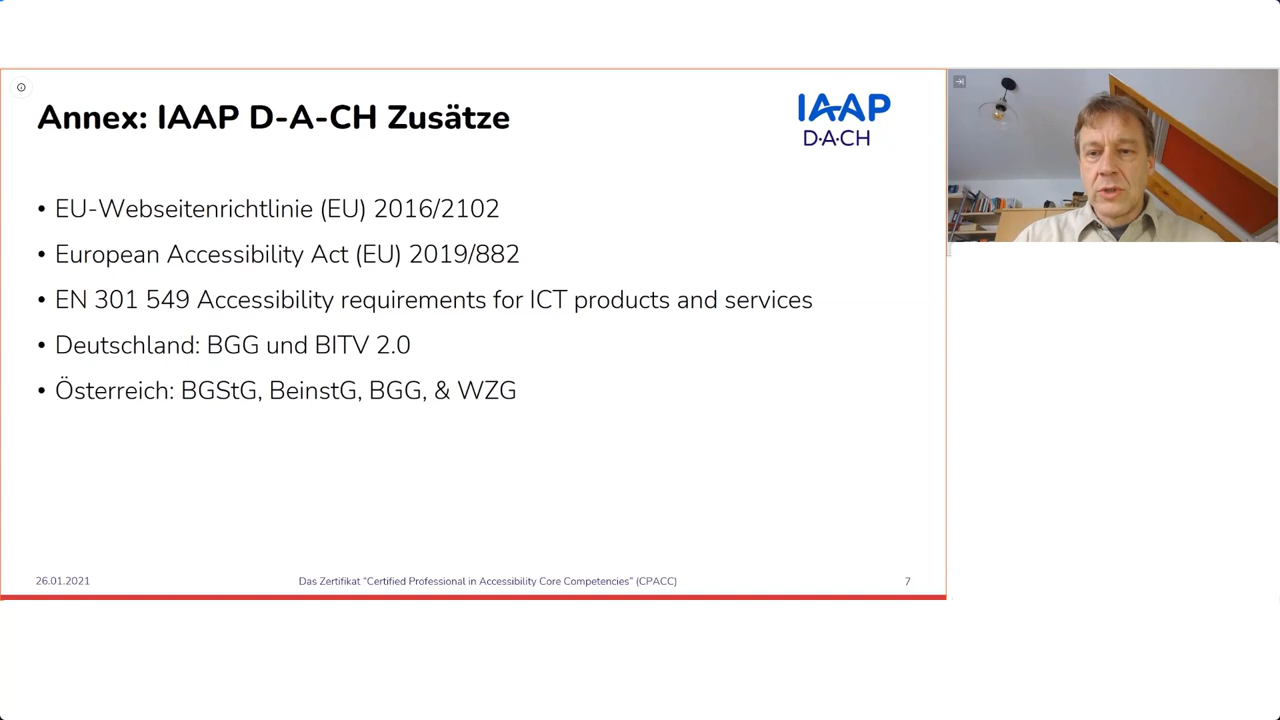 Annex: IAAP D-A-CH Zusätze
IAAP
D·A·CH
• EU-Webseitenrichtlinie (EU) 2016/2102
• European Accessibility Act (EU) 2019/882
• EN 301 549 Accessibility requirements for ICT products and services
• Deutschland: BGG und BITV 2.0
• Österreich: BGStG, BeinstG, BGG, & WZG
26.01.2021
Das Zertifikat “Certified Professional in Accessibility Core Competencies” (CPACC)
7